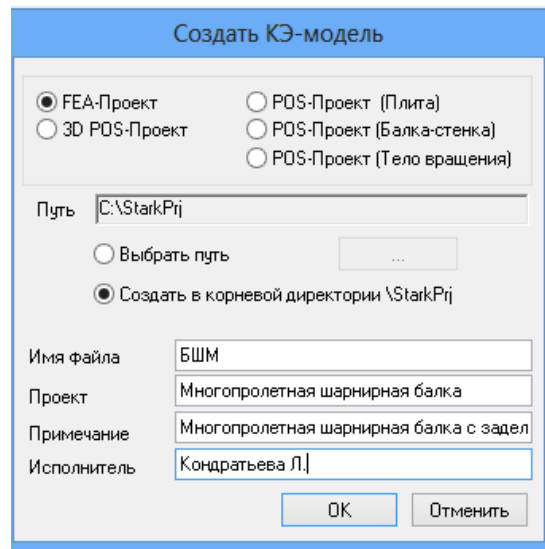 Создать КЭ-модель
FEA-Проект
POS-Проект (Плита)
3D POS-Проект
POS-Проект (Балка-стенка)
POS-Проект (Тело вращения)
Путь C:\StarkPrj
Выбрать путь ...
Создать в корневой директории \StarkPrj
Имя файла БШМ
Проект Многопролетная шарнирная балка
Примечание Многопролетная шарнирная балка с задел
Исполнитель Кондратьева Л.
OK Отменить